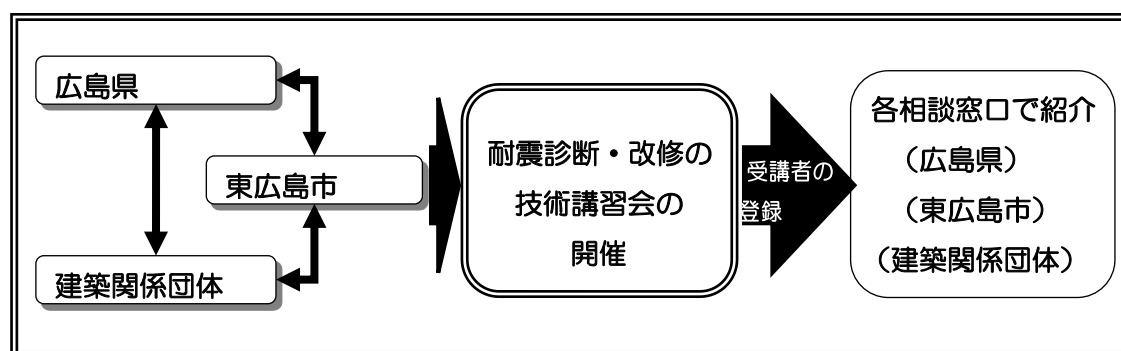 広島県
東広島市
建築関係団体
耐震診断・改修の
技術講習会の
開催
受講者の
登録
各相談窓口で紹介
（広島県）
（東広島市）
（建築関係団体）